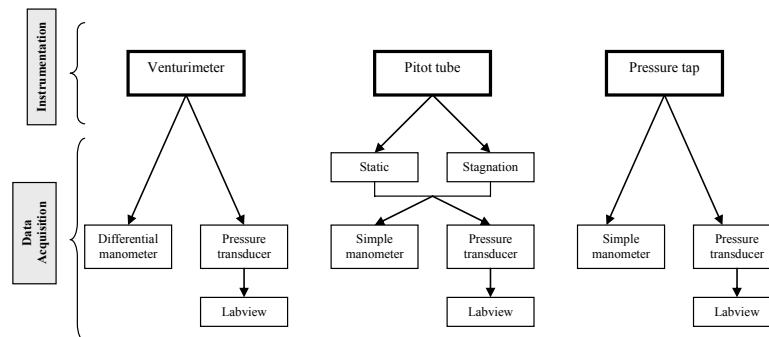 Instrumentation
Venturimeter
Pitot tube
Pressure tap
Data
Acquisition
Static
Stagnation
Differential
manometer
Pressure
transducer
Simple
manometer
Pressure
transducer
Simple
manometer
Pressure
transducer
Labview
Labview
Labview